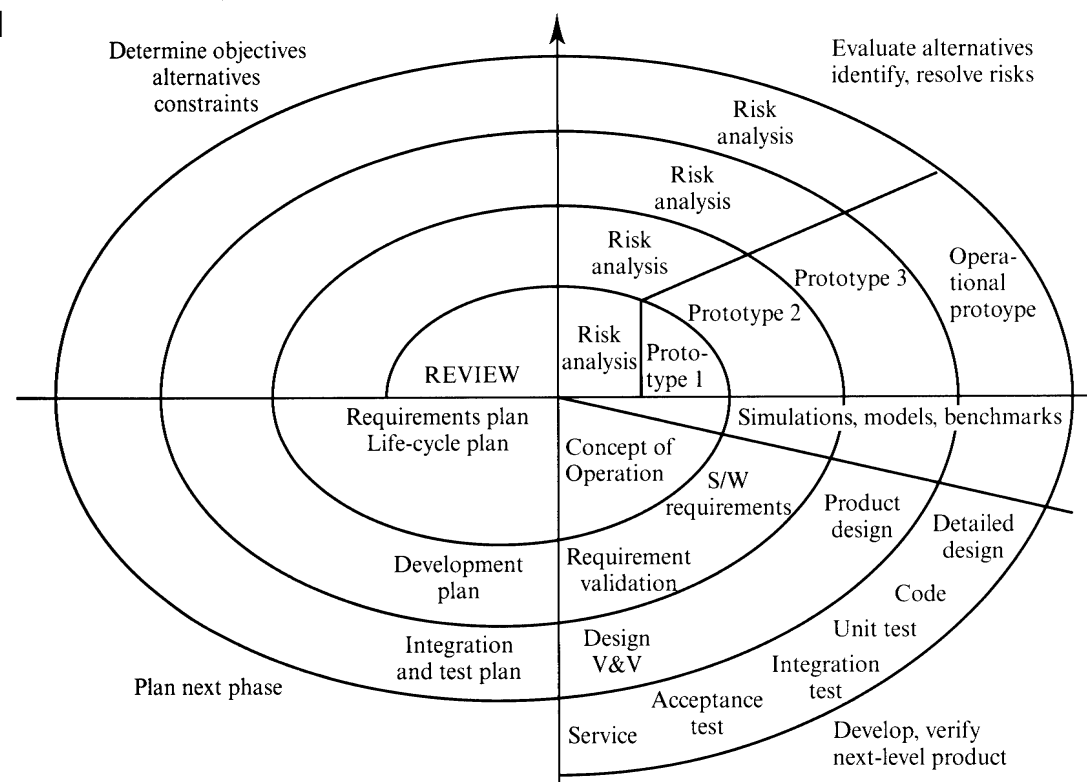 Determine objectives
alternatives
constraints
Evaluate alternatives
identify, resolve risks
Risk
analysis
Risk
analysis
Risk
analysis
Opera-
tional
protoype
Prototype 3
Prototype 2
Risk
analysis
Proto-
type 1
REVIEW
Requirements plan
Life-cycle plan
Simulations, models, benchmarks
Concept of
Operation
S/W
requirements
Product
design
Detailed
design
Development
plan
Requirement
validation
Code
Unit test
Integration
and test plan
Design
V&V
Integration
test
Plan next phase
Acceptance
test
Service
Develop, verify
next-level product